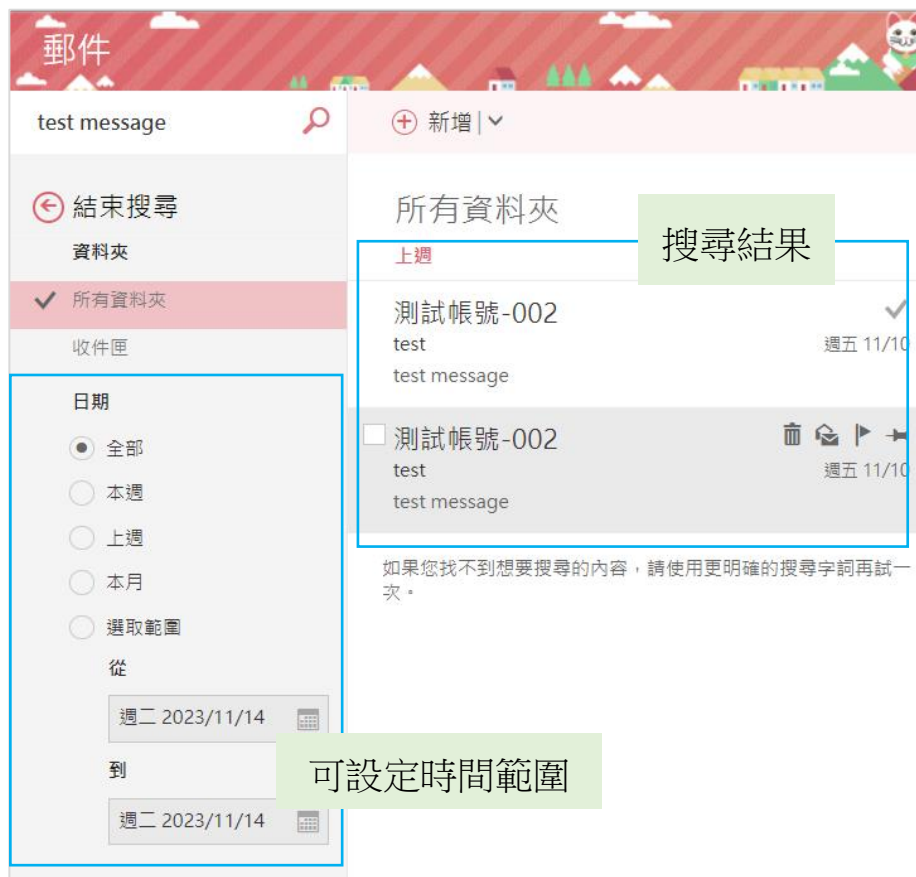 郵件
test message
新增
結束搜尋
資料夾
所有資料夾
收件匣
日期
全部
本週
上週
本月
選取範圍
從
週二 2023/11/14
到
週二 2023/11/14
可設定時間範圍
所有資料夾
搜尋結果
上週
測試帳號-002
test
週五 11/10
test message
測試帳號-002
test
週五 11/10
test message
如果您找不到想要搜尋的內容，請使用更明確的搜尋字詞再試一
次。